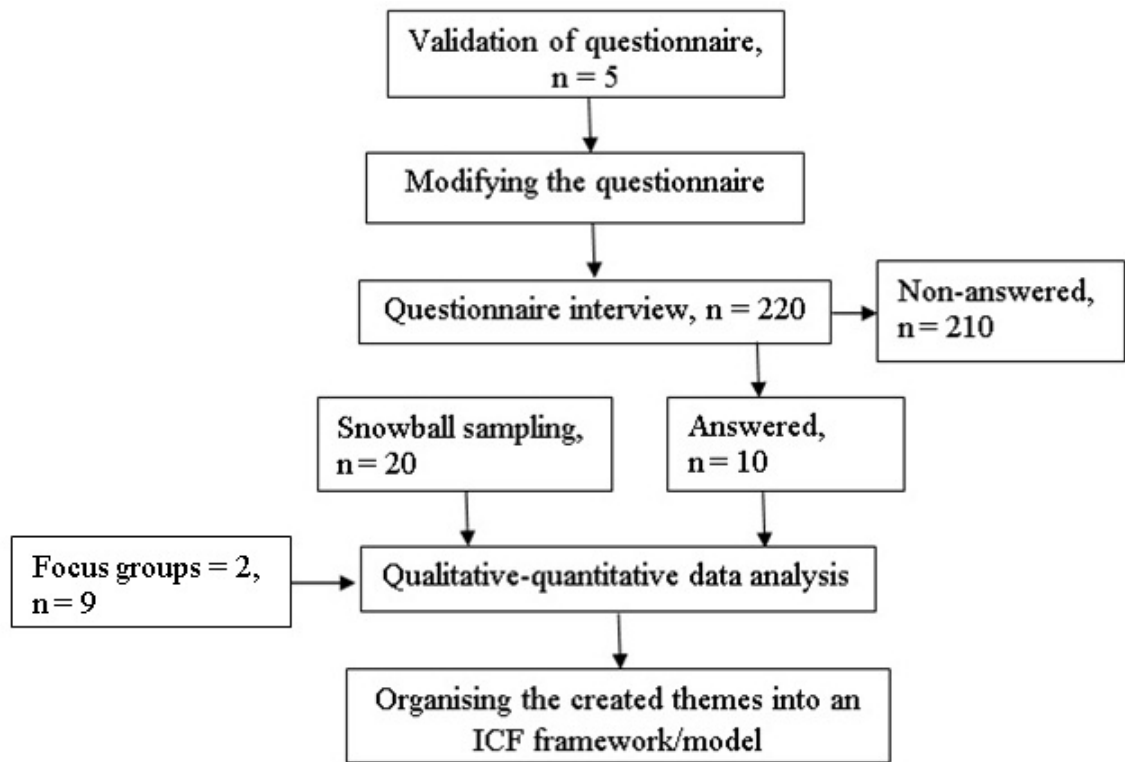 Validation of questionnaire,
n = 5
Modifying the questionnaire
Questionnaire interview, n = 220
Non-answered,
n = 210
Snowball sampling,
n = 20
Answered,
n = 10
Focus groups = 2,
n = 9
Qualitative-quantitative data analysis
Organising the created themes into an
ICF framework/model